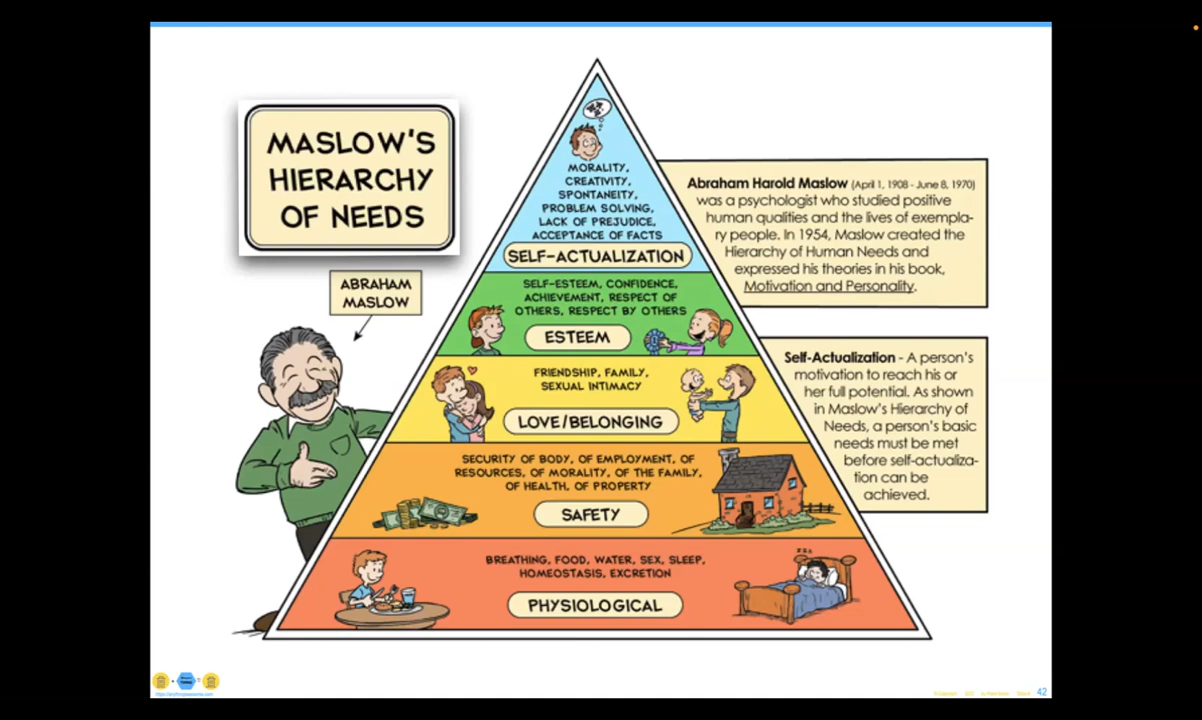 MASLOW'S
HIERARCHY
OF NEEDS
ABRAHAM
MASLOW
MORALITY,
CREATIVITY,
SPONTANEITY,
PROBLEM SOLVING,
LACK OF PREJUDICE,
ACCEPTANCE OF FACTS
SELF-ACTUALIZATION
SELF-ESTEEM, CONFIDENCE,
ACHIEVEMENT, RESPECT OF
OTHERS, RESPECT BY OTHERS
ESTEEM
FRIENDSHIP, FAMILY,
SEXUAL INTIMACY
LOVE/BELONGING
SECURITY OF BODY, OF EMPLOYMENT, OF
RESOURCES, OF MORALITY, OF THE FAMILY,
OF HEALTH, OF PROPERTY
SAFETY
zzz
BREATHING, FOOD, WATER, SEX, SLEEP,
HOMEOSTASIS, EXCRETION
PHYSIOLOGICAL
Abraham Harold Maslow (April 1, 1908 - June 8, 1970)
was a psychologist who studied positive
human qualities and the lives of exempla-
ry people. In 1954, Maslow created the
Hierarchy of Human Needs and
expressed his theories in his book,
Motivation and Personality.
Self-Actualization - A person's
motivation to reach his or
her full potential. As shown
in Maslow's Hierarchy of
Needs, a person's basic
needs must be met
before self-actualiza-
tion can be
achieved.
42